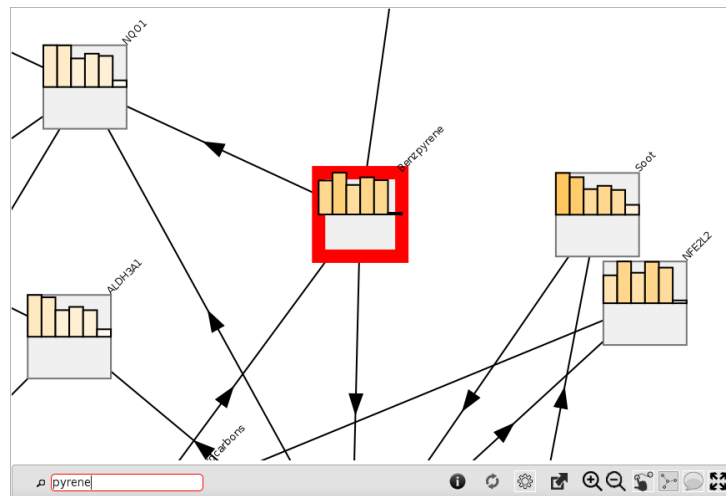 NQO1
Benzpyrene
Soot
NFE2L2
ALDH3A1
carbons
pyrene